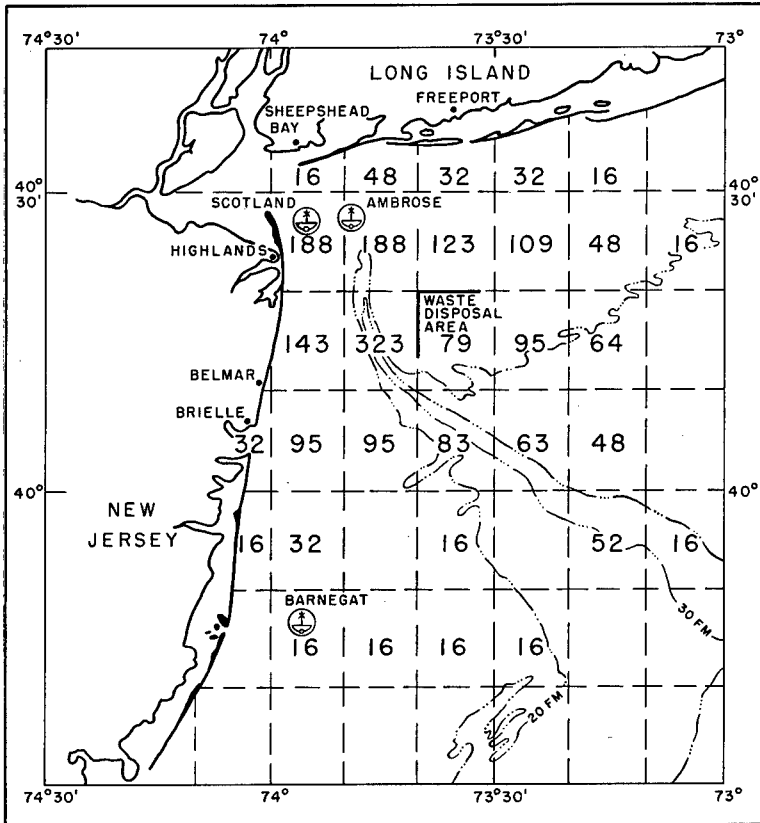 74°30' 74° 73°30' 73°
LONG ISLAND
FREEPORT
SHEEPSHEAD
BAY
16 48 32 32 16
40°
30'
40°
30'
SCOTLAND AMBROSE
HIGHLANDS 188 188 123 109 48 16
WASTE
DISPOSAL
AREA
143 323 79 95 64
BELMAR
BRIELLE
32 95 95 83 63 48
40° 40°
NEW
JERSEY
16 32 16 52 16
BARNEGAT
30 FM
16 16 16 16
20 FM
74°30' 74° 73°30' 73°